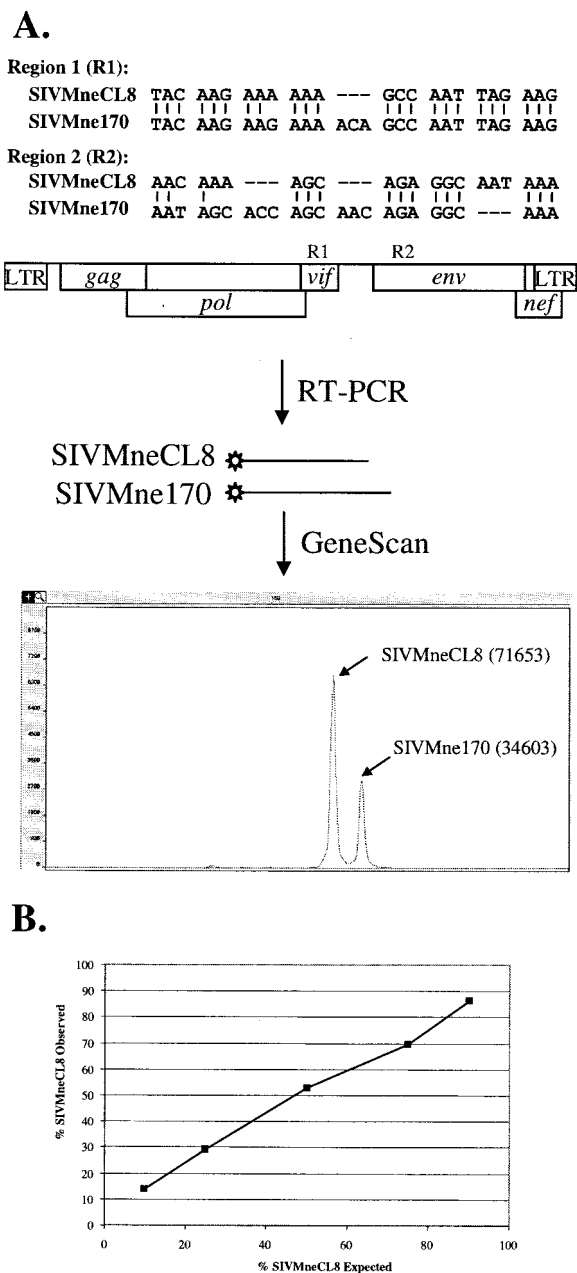 A.
Region 1 (R1):
SIVMneCL8 TAC AAG AAA AAA --- GCC AAT TAG AAG
SIVMne170 TAC AAG AAG AAA ACA GCC AAT TAG AAG
Region 2 (R2):
SIVMneCL8 AAC AAA --- AGC --- AGA GGC AAT AAA
SIVMne170 AAT AGC ACC AGC AAC AGA GGC --- AAA
R1 R2
LTR gag vif env LTR
pol nef
RT-PCR
SIVMneCL8
SIVMne170
GeneScan
SIVMneCL8 (71653)
SIVMne170 (34603)
0
B.
100
90
80
70
60
50
40
30
20
10
0
% SIVMneCL8 Observed
0 20 40 60 80 100
% SIVMneCL8 Expected